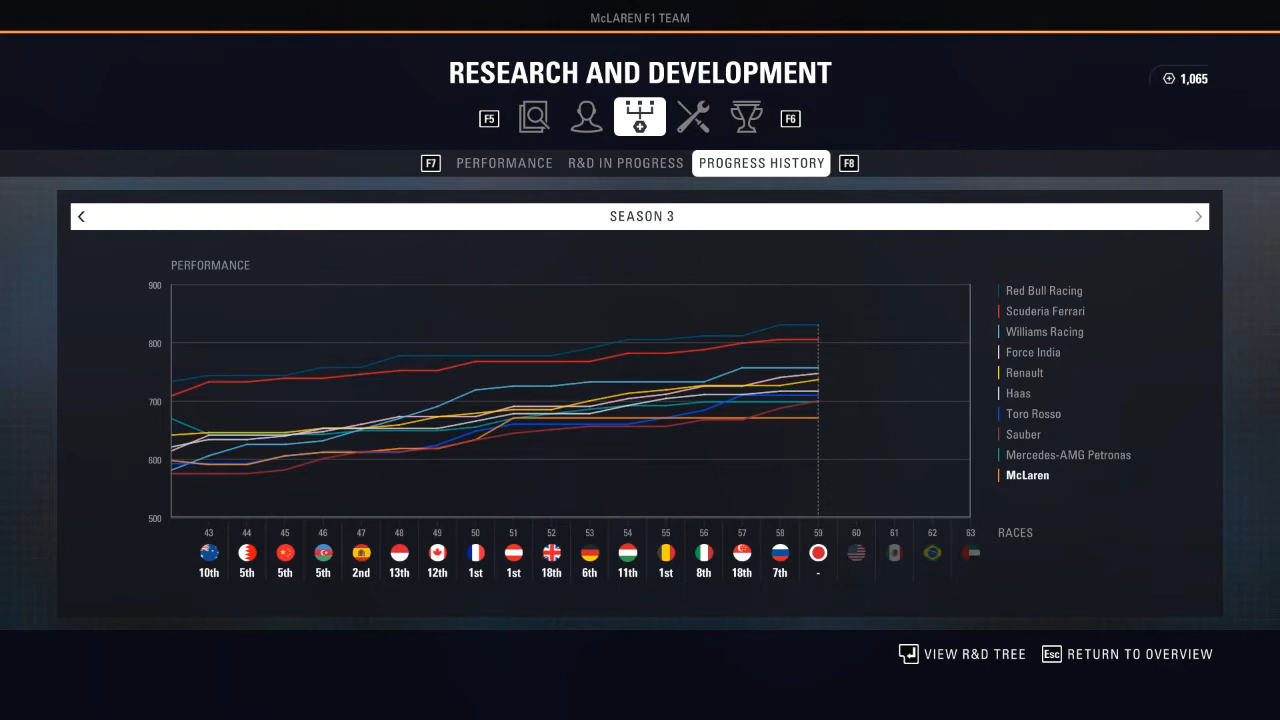 McLAREN F1 TEAM
RESEARCH AND DEVELOPMENT
1,065
F5 F6
F7 PERFORMANCE R&D IN PROGRESS PROGRESS HISTORY F8
SEASON 3
PERFORMANCE
900
800
700
600
500
Red Bull Racing
Scuderia Ferrari
Williams Racing
Force India
Renault
Haas
Toro Rosso
Sauber
Mercedes-AMG Petronas
McLaren
43 44 45 46 47 48 49 50 51 52 53 54 55 56 57 58 59 60 61 62 63 RACES
10th 5th 5th 5th 2nd 13th 12th 1st 1st 18th 6th 11th 1st 8th 18th 7th -
VIEW R&D TREE Esc RETURN TO OVERVIEW